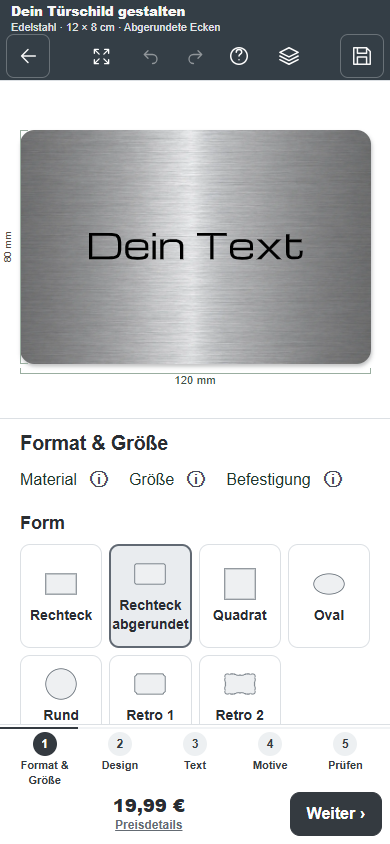 Dein Türschild gestalten
Edelstahl · 12 × 8 cm · Abgerundete Ecken
80 mm
Dein Text
120 mm
Format & Größe
Material Größe Befestigung
Form
Rechteck
Rechteck abgerundet
Quadrat
Oval
Rund
Retro 1
Retro 2
1 2 3 4 5
Format & Größe
Design
Text
Motive
Prüfen
19,99 €
Preisdetails
Weiter ›